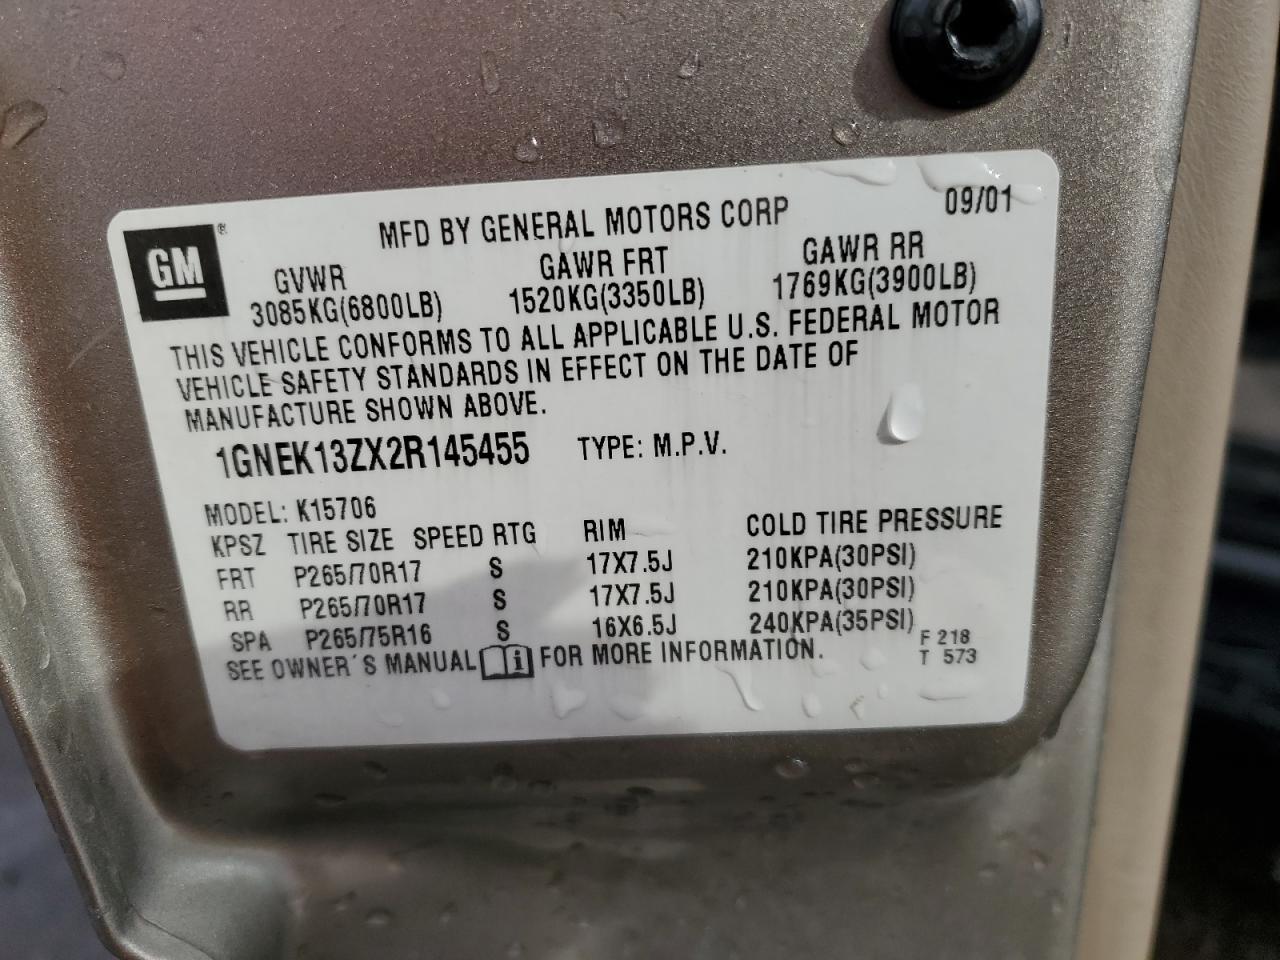 GM®
MFD BY GENERAL MOTORS CORP 09/01
GVWR GAWR FRT GAWR RR
3085KG(6800LB) 1520KG(3350LB) 1769KG(3900LB)
THIS VEHICLE CONFORMS TO ALL APPLICABLE U.S. FEDERAL MOTOR
VEHICLE SAFETY STANDARDS IN EFFECT ON THE DATE OF
MANUFACTURE SHOWN ABOVE.
1GNEK13ZX2R145455 TYPE: M.P.V.
MODEL: K15706
KPSZ TIRE SIZE SPEED RTG RIM COLD TIRE PRESSURE
FRT P265/70R17 S 17X7.5J 210KPA(30PSI)
RR P265/70R17 S 17X7.5J 210KPA(30PSI)
SPA P265/75R16 S 16X6.5J 240KPA(35PSI)
SEE OWNER´S MANUAL FOR MORE INFORMATION.
F 218
T 573